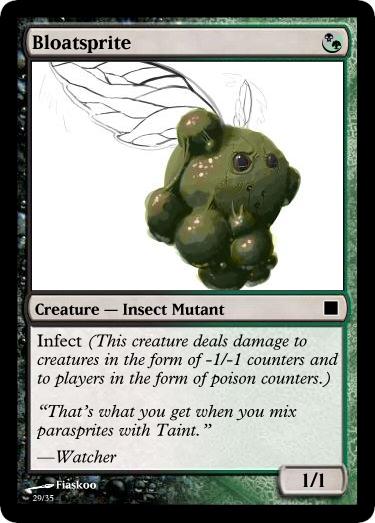 Bloatsprite
Creature — Insect Mutant
Infect (This creature deals damage to
creatures in the form of -1/-1 counters and
to players in the form of poison counters.)
“That's what you get when you mix
parasprites with Taint.”
—Watcher
1/1
Fiaskoo
29/35